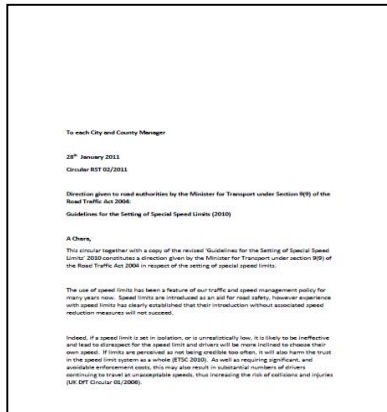 To each City and County Manager
28th January 2011
Circular RST 02/2011
Direction given to road authorities by the Minister for Transport under Section 9(9) of the
Road Traffic Act 2004:
Guidelines for the Setting of Special Speed Limits (2010)
A Chara,
This circular together with a copy of the revised 'Guidelines for the Setting of Special Speed
Limits' 2010 constitutes a direction given by the Minister for Transport under section 9(9) of
the Road Traffic Act 2004 in respect of the setting of special speed limits.
The use of speed limits has been a feature of our traffic and speed management policy for
many years now. Speed limits are introduced as an aid for road safety, however experience
with speed limits has clearly established that their introduction without associated speed
reduction measures will not succeed.
Indeed, if a speed limit is set in isolation, or is unrealistically low, it is likely to be ineffective
and lead to disrespect for the speed limit and drivers will be more inclined to choose their
own speed. If limits are perceived as not being credible too often, it will also harm the trust
in the speed limit system as a whole (ETSC 2010). As well as requiring significant, and
avoidable enforcement costs, this may also result in substantial numbers of drivers
continuing to travel at unacceptable speeds, thus increasing the risk of collisions and injuries
(UK DfT Circular 01/2006).